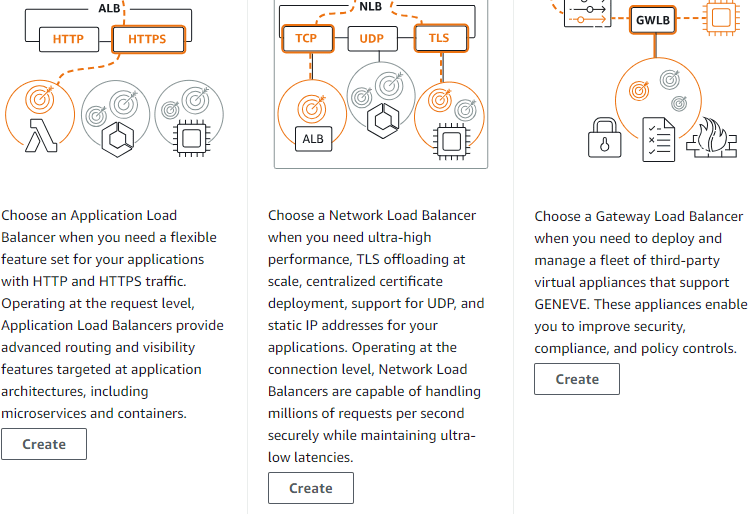 ALB
HTTP
HTTPS
NLB
TCP
UDP
TLS
ALB
GWLB
Choose an Application Load
Balancer when you need a flexible
feature set for your applications
with HTTP and HTTPS traffic.
Operating at the request level,
Application Load Balancers provide
advanced routing and visibility
features targeted at application
architectures, including
microservices and containers.
Create
Choose a Network Load Balancer
when you need ultra-high
performance, TLS offloading at
scale, centralized certificate
deployment, support for UDP, and
static IP addresses for your
applications. Operating at the
connection level, Network Load
Balancers are capable of handling
millions of requests per second
securely while maintaining ultra-
low latencies.
Create
Choose a Gateway Load Balancer
when you need to deploy and
manage a fleet of third-party
virtual appliances that support
GENEVE. These appliances enable
you to improve security,
compliance, and policy controls.
Create